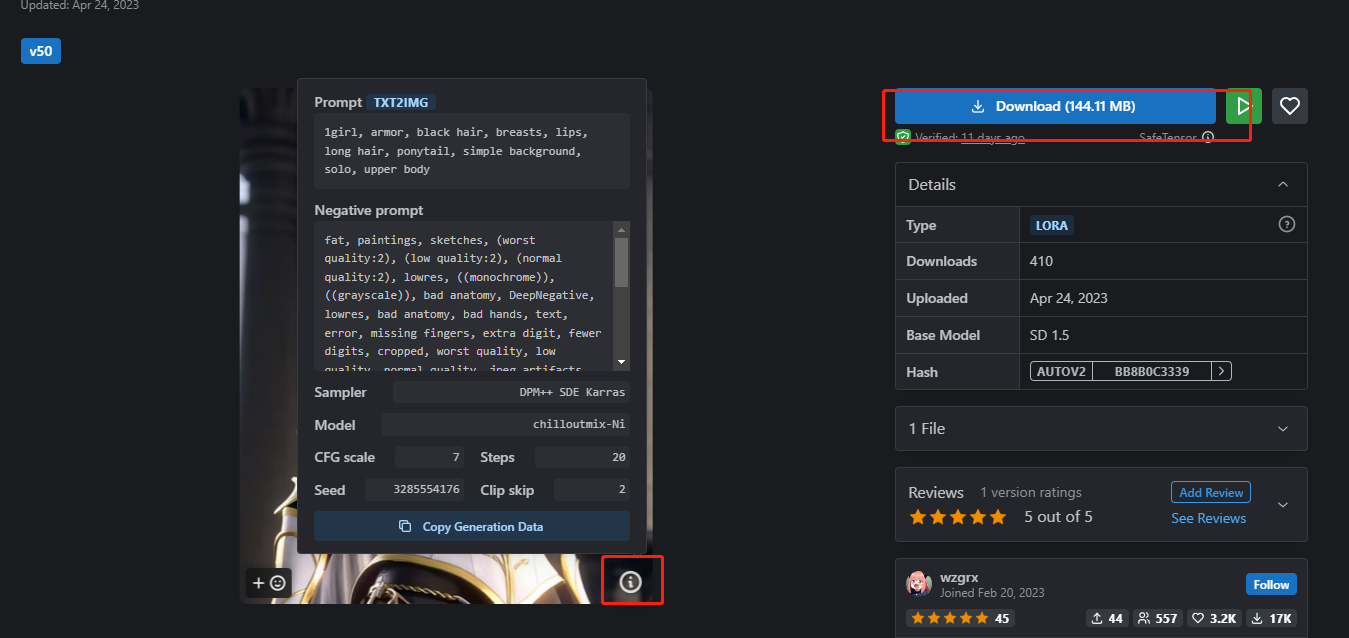 Updated: Apr 24, 2023
v50
Prompt TXT2IMG
1girl, armor, black hair, breasts, lips,
long hair, ponytail, simple background,
solo, upper body
Negative prompt
fat, paintings, sketches, (worst
quality:2), (low quality:2), (normal
quality:2), lowres, ((monochrome)),
((grayscale)), bad anatomy, DeepNegative,
lowres, bad anatomy, bad hands, text,
error, missing fingers, extra digit, fewer
digits, cropped, worst quality, low
quality, normal quality, jpeg artifacts
Sampler DPM++ SDE Karras
Model chilloutmix-Ni
CFG scale 7 Steps 20
Seed 3285554176 Clip skip 2
Copy Generation Data
Download (144.11 MB)
Verified: 11 days ago SafeTensor
Details
Type LORA
Downloads 410
Uploaded Apr 24, 2023
Base Model SD 1.5
Hash AUTOV2 BB8B0C3339
1 File
Reviews 1 version ratings Add Review
5 out of 5 See Reviews
wzgrx
Joined Feb 20, 2023
Follow
45 44 557 3.2K 17K